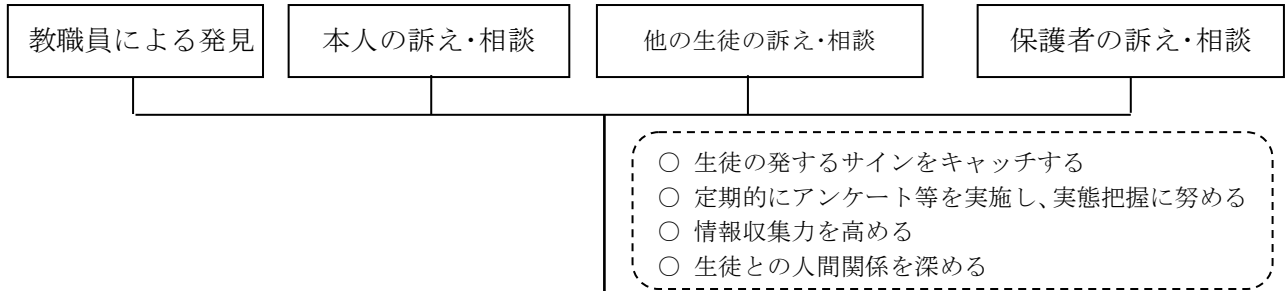 教職員による発見
本人の訴え・相談
他の生徒の訴え・相談
保護者の訴え・相談
○ 生徒の発するサインをキャッチする
○ 定期的にアンケート等を実施し、実態把握に努める
○ 情報収集力を高める
○ 生徒との人間関係を深める